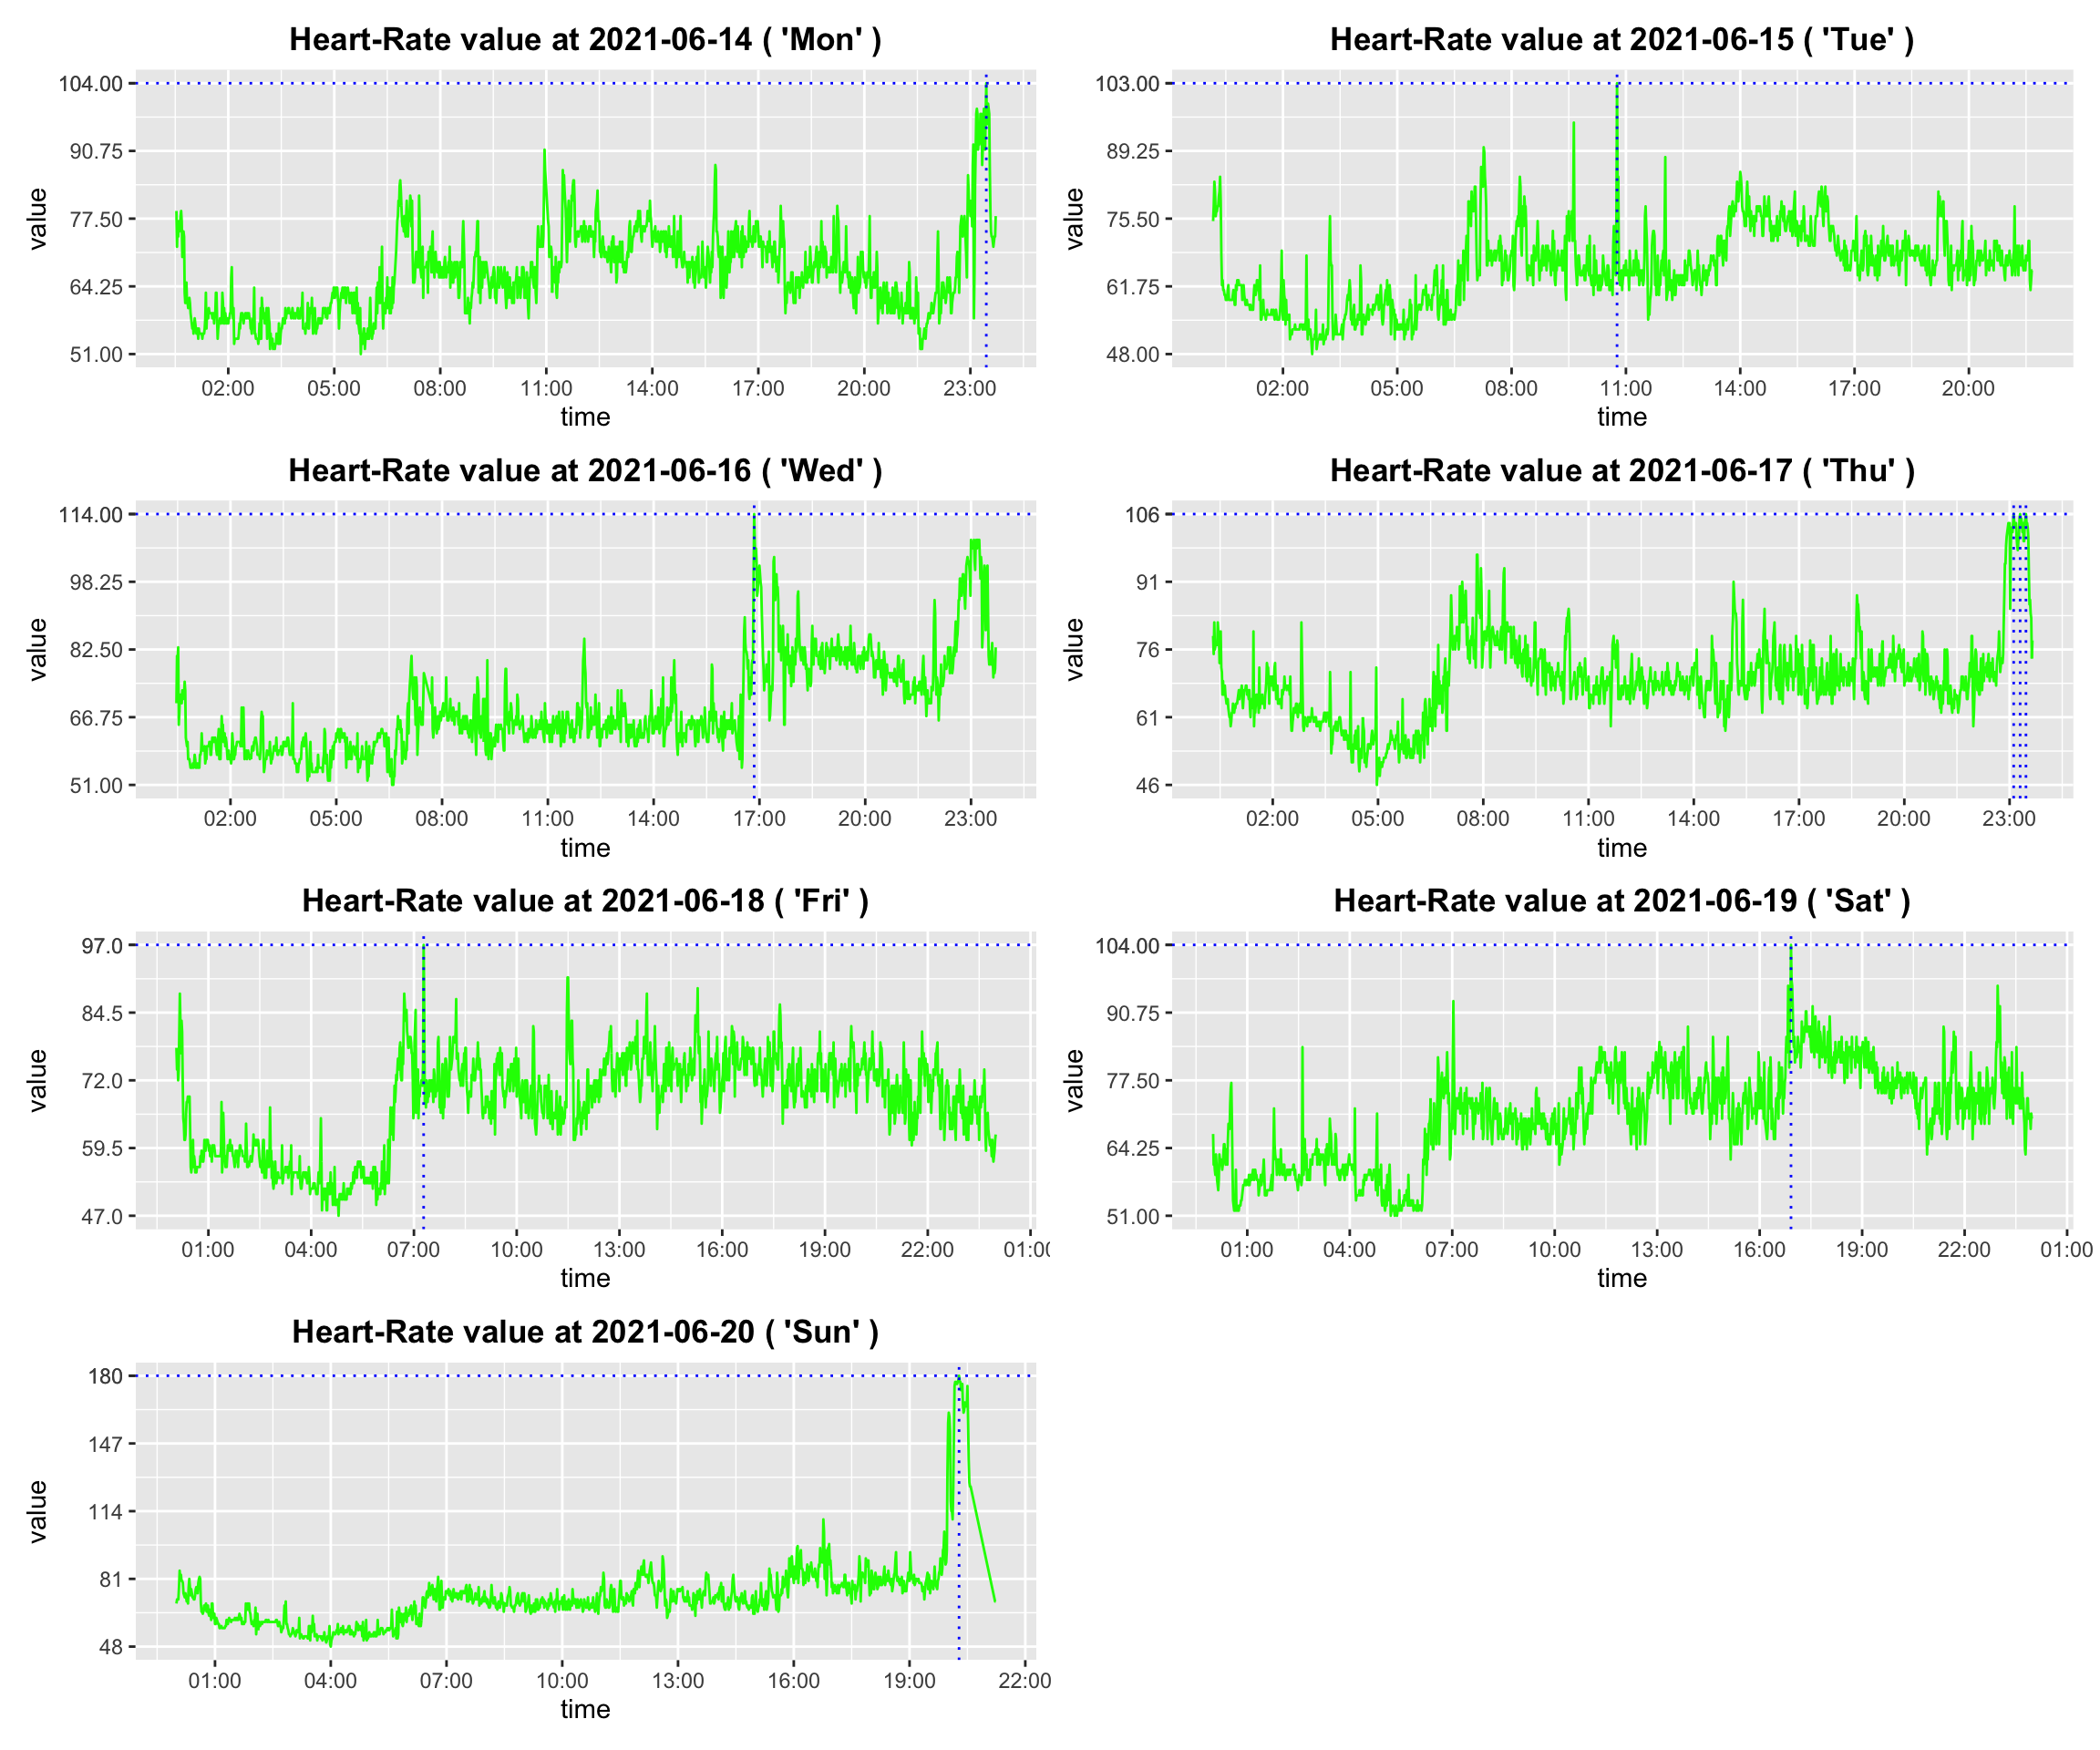 Heart-Rate value at 2021-06-14 ( 'Mon' )
104.00
90.75
77.50
64.25
51.00
value
02:00 05:00 08:00 11:00 14:00 17:00 20:00 23:00
time
Heart-Rate value at 2021-06-15 ( 'Tue' )
103.00
89.25
75.50
61.75
48.00
value
02:00 05:00 08:00 11:00 14:00 17:00 20:00
time
Heart-Rate value at 2021-06-16 ( 'Wed' )
114.00
98.25
82.50
66.75
51.00
value
02:00 05:00 08:00 11:00 14:00 17:00 20:00 23:00
time
Heart-Rate value at 2021-06-17 ( 'Thu' )
106
91
76
61
46
value
02:00 05:00 08:00 11:00 14:00 17:00 20:00 23:00
time
Heart-Rate value at 2021-06-18 ( 'Fri' )
97.0
84.5
72.0
59.5
47.0
value
01:00 04:00 07:00 10:00 13:00 16:00 19:00 22:00 01:0
time
Heart-Rate value at 2021-06-19 ( 'Sat' )
104.00
90.75
77.50
64.25
51.00
value
01:00 04:00 07:00 10:00 13:00 16:00 19:00 22:00 01:00
time
Heart-Rate value at 2021-06-20 ( 'Sun' )
180
147
114
81
48
value
01:00 04:00 07:00 10:00 13:00 16:00 19:00 22:00
time